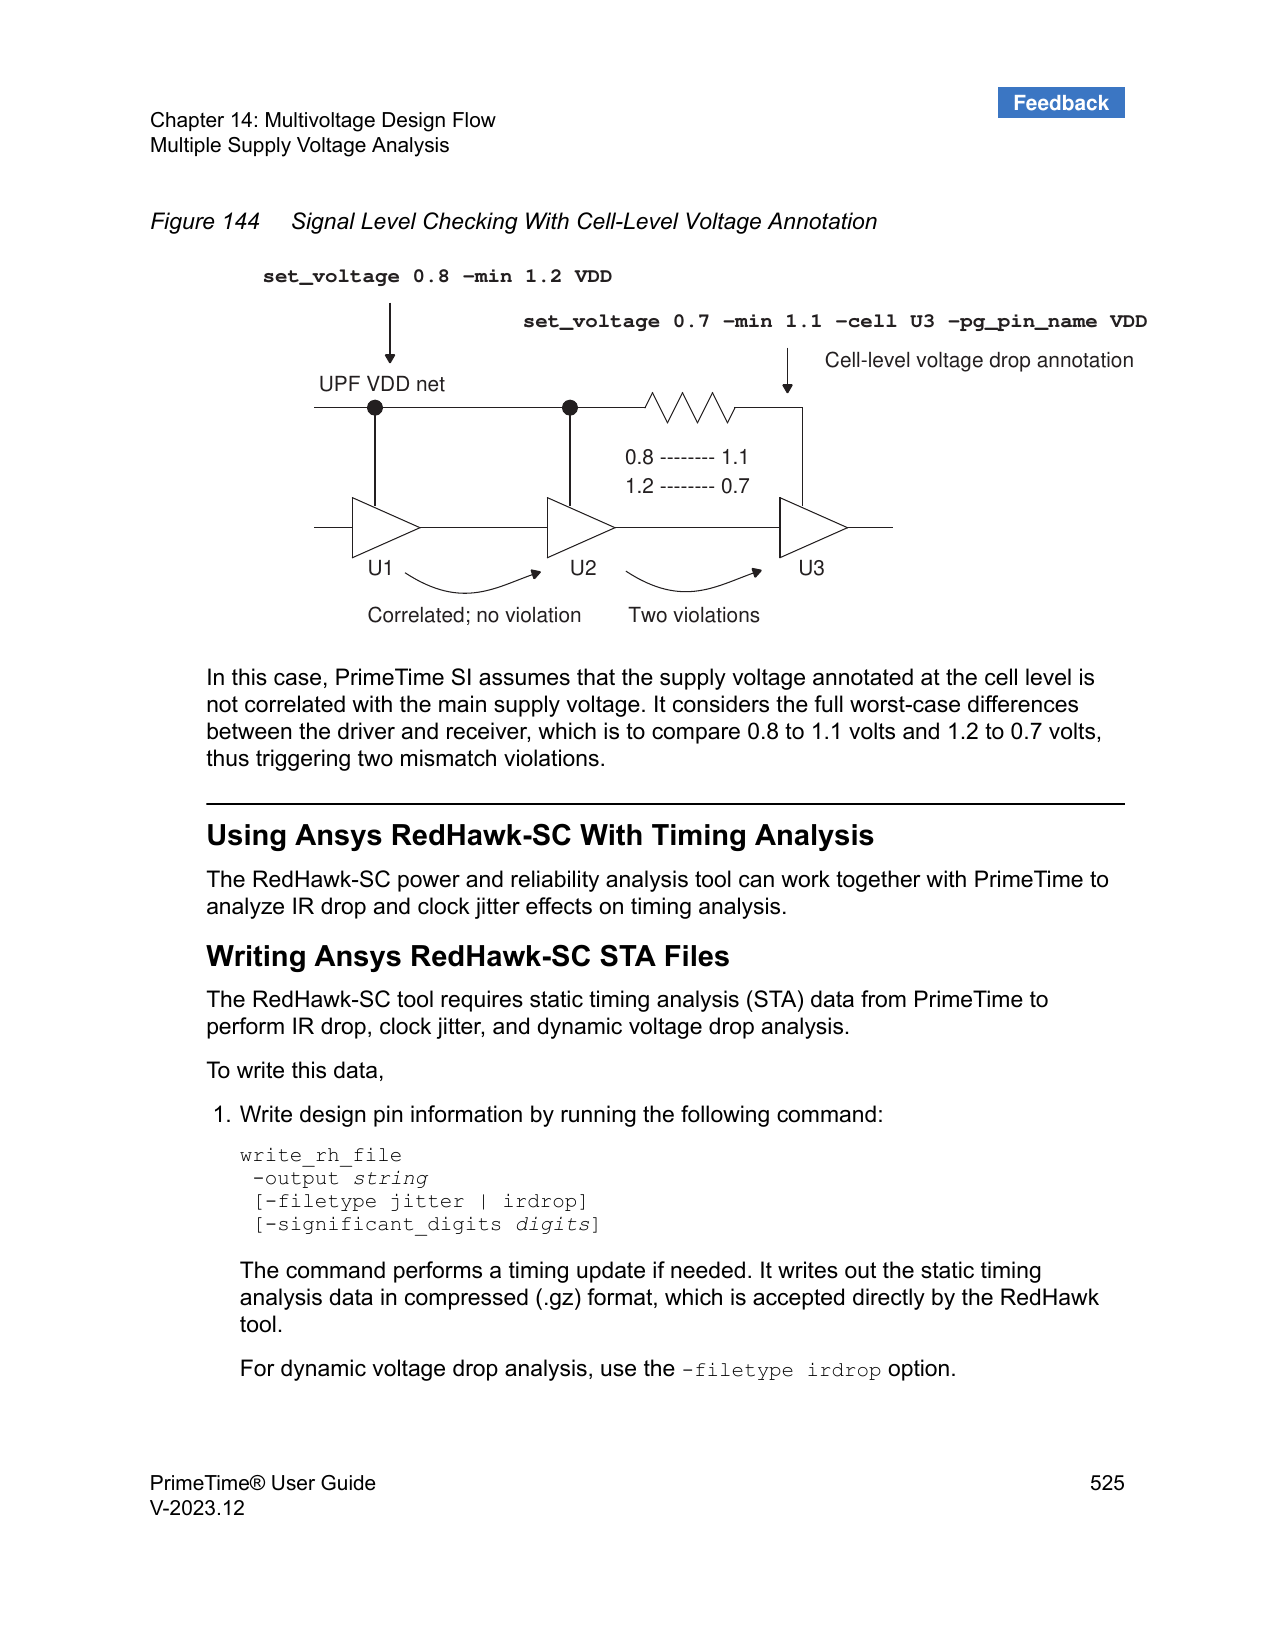 Feedback
Chapter 14: Multivoltage Design Flow
Multiple Supply Voltage Analysis
Figure 144 Signal Level Checking With Cell-Level Voltage Annotation
set_voltage 0.8 –min 1.2 VDD
set_voltage 0.7 –min 1.1 –cell U3 –pg_pin_name VDD
Cell-level voltage drop annotation
UPF VDD net
0.8 -------- 1.1
1.2 -------- 0.7
U1 U2 U3
Correlated; no violation Two violations
In this case, PrimeTime SI assumes that the supply voltage annotated at the cell level is
not correlated with the main supply voltage. It considers the full worst-case differences
between the driver and receiver, which is to compare 0.8 to 1.1 volts and 1.2 to 0.7 volts,
thus triggering two mismatch violations.
Using Ansys RedHawk-SC With Timing Analysis
The RedHawk-SC power and reliability analysis tool can work together with PrimeTime to
analyze IR drop and clock jitter effects on timing analysis.
Writing Ansys RedHawk-SC STA Files
The RedHawk-SC tool requires static timing analysis (STA) data from PrimeTime to
perform IR drop, clock jitter, and dynamic voltage drop analysis.
To write this data,
1. Write design pin information by running the following command:
write_rh_file
-output string
[-filetype jitter | irdrop]
[-significant_digits digits]
The command performs a timing update if needed. It writes out the static timing
analysis data in compressed (.gz) format, which is accepted directly by the RedHawk
tool.
For dynamic voltage drop analysis, use the -filetype irdrop option.
PrimeTime® User Guide 525
V-2023.12